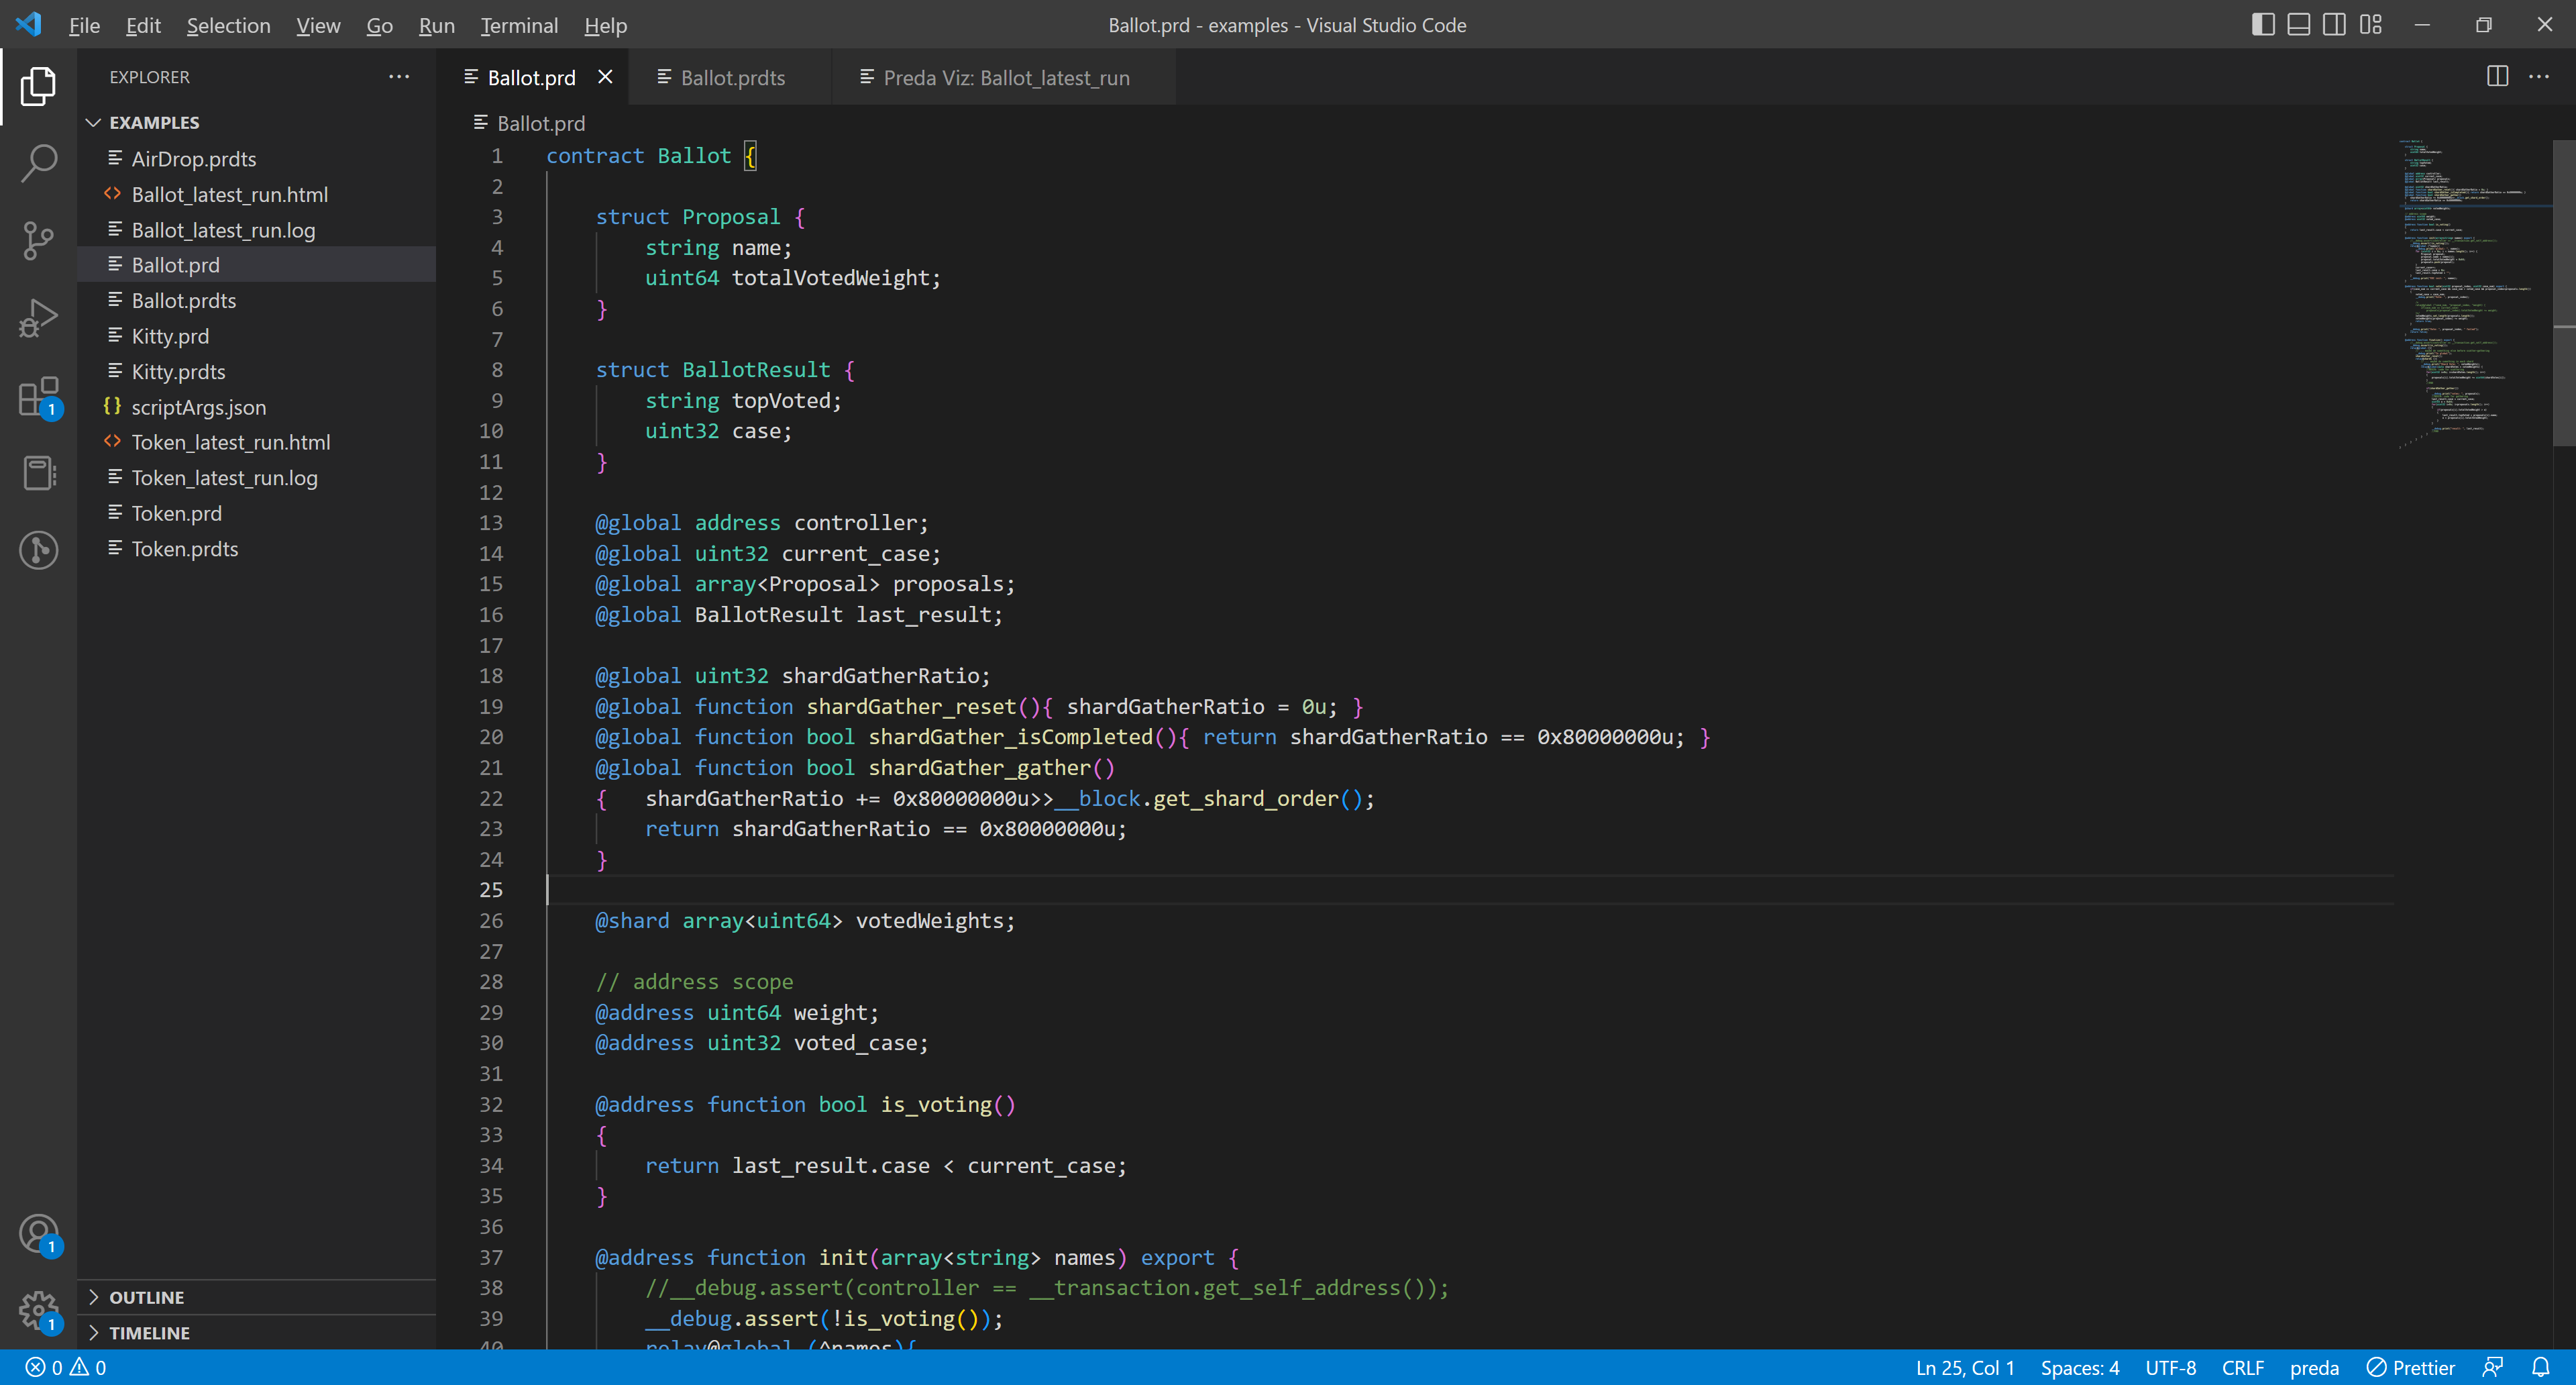 File Edit Selection View Go Run Terminal Help
Ballot.prd - examples - Visual Studio Code
EXPLORER
EXAMPLES
AirDrop.prdts
Ballot_latest_run.html
Ballot_latest_run.log
Ballot.prd
Ballot.prdts
Kitty.prd
Kitty.prdts
scriptArgs.json
Token_latest_run.html
Token_latest_run.log
Token.prd
Token.prdts
OUTLINE
TIMELINE
1
1
1
Ballot.prd Ballot.prdts Preda Viz: Ballot_latest_run
Ballot.prd
1 contract Ballot {
2
3     struct Proposal {
4         string name;
5         uint64 totalVotedWeight;
6     }
7
8     struct BallotResult {
9         string topVoted;
10         uint32 case;
11     }
12
13     @global address controller;
14     @global uint32 current_case;
15     @global array<Proposal> proposals;
16     @global BallotResult last_result;
17
18     @global uint32 shardGatherRatio;
19     @global function shardGather_reset(){ shardGatherRatio = 0u; }
20     @global function bool shardGather_isCompleted(){ return shardGatherRatio == 0x80000000u; }
21     @global function bool shardGather_gather()
22     {   shardGatherRatio += 0x80000000u>>__block.get_shard_order();
23         return shardGatherRatio == 0x80000000u;
24     }
25
26     @shard array<uint64> votedWeights;
27
28     // address scope
29     @address uint64 weight;
30     @address uint32 voted_case;
31
32     @address function bool is_voting()
33     {
34         return last_result.case < current_case;
35     }
36
37     @address function init(array<string> names) export {
38         //__debug.assert(controller == __transaction.get_self_address());
39         __debug.assert(!is_voting());
40         relay@global (^names){
0 0
Ln 25, Col 1 Spaces: 4 UTF-8 CRLF preda Prettier